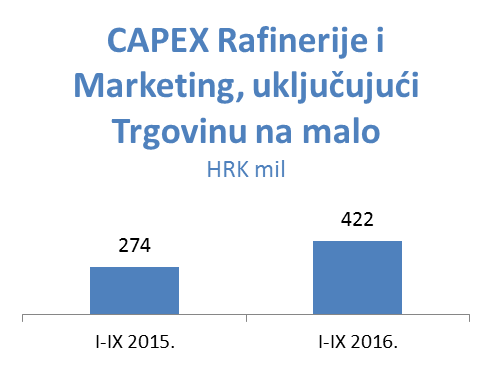 CAPEX Rafinerije i
Marketing, uključujući
Trgovinu na malo
HRK mil
422
274
I-IX 2015.
I-IX 2016.